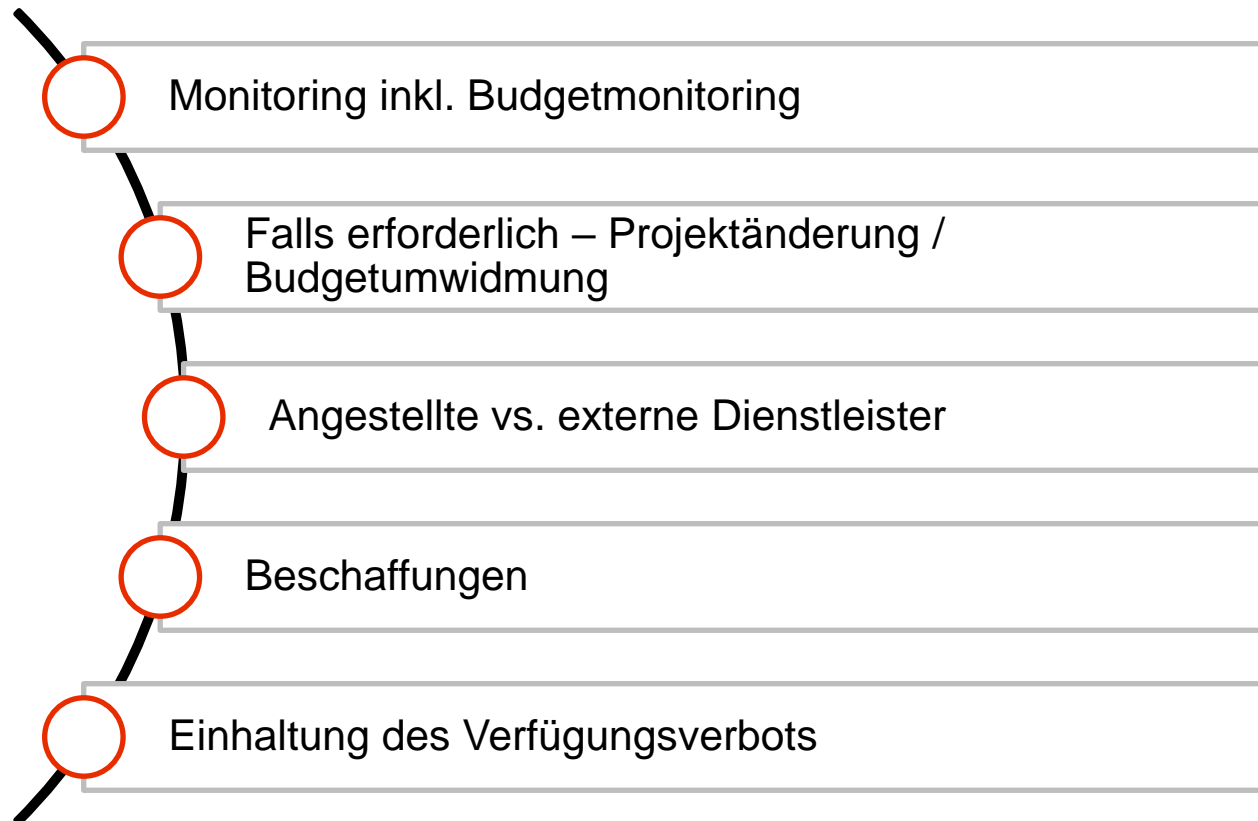 Monitoring inkl. Budgetmonitoring
Falls erforderlich – Projektänderung /
Budgetumwidmung
Angestellte vs. externe Dienstleister
Beschaffungen
Einhaltung des Verfügungsverbots